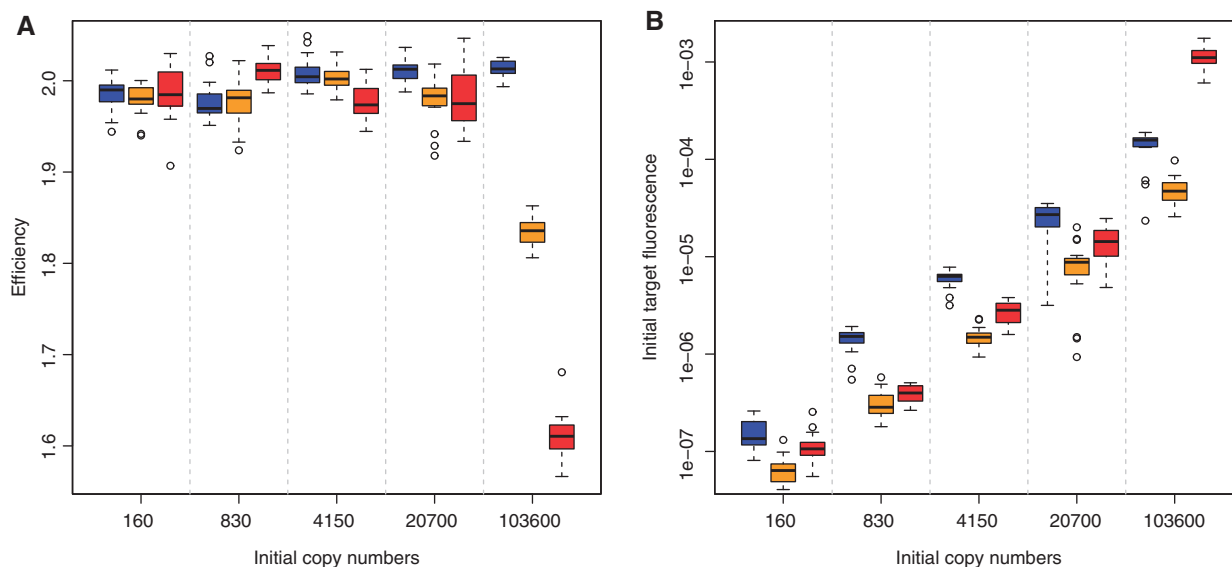 A
Efficiency
2.0
1.9
1.8
1.7
1.6
160 830 4150 20700 103600
Initial copy numbers
B
Initial target fluorescence
1e−03
1e−04
1e−05
1e−06
1e−07
160 830 4150 20700 103600
Initial copy numbers